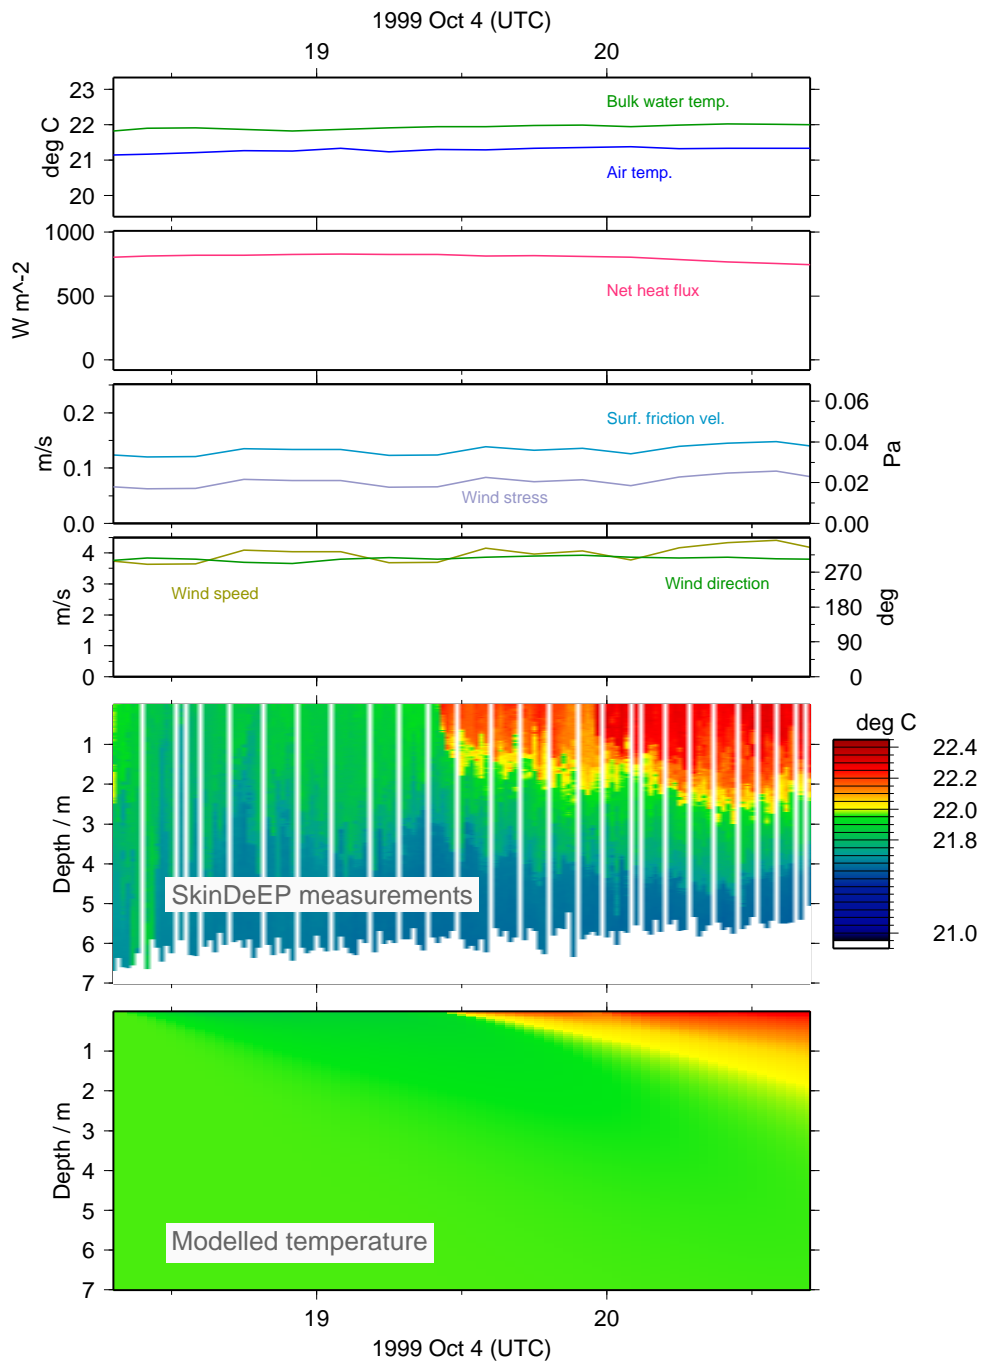 1999 Oct 4 (UTC)
19 20
23
22
21
20
deg C
Bulk water temp.
Air temp.
1000
500
0
W m^-2
Net heat flux
0.2
0.1
0.0
m/s
Surf. friction vel.
Wind stress
0.06
0.04
0.02
0.00
Pa
4
3
2
1
0
m/s
Wind speed
Wind direction
270
180
90
0
deg
1
2
3
4
5
6
7
Depth / m
SkinDeEP measurements
deg C
22.4
22.2
22.0
21.8
21.0
1
2
3
4
5
6
7
Depth / m
Modelled temperature
19 20
1999 Oct 4 (UTC)